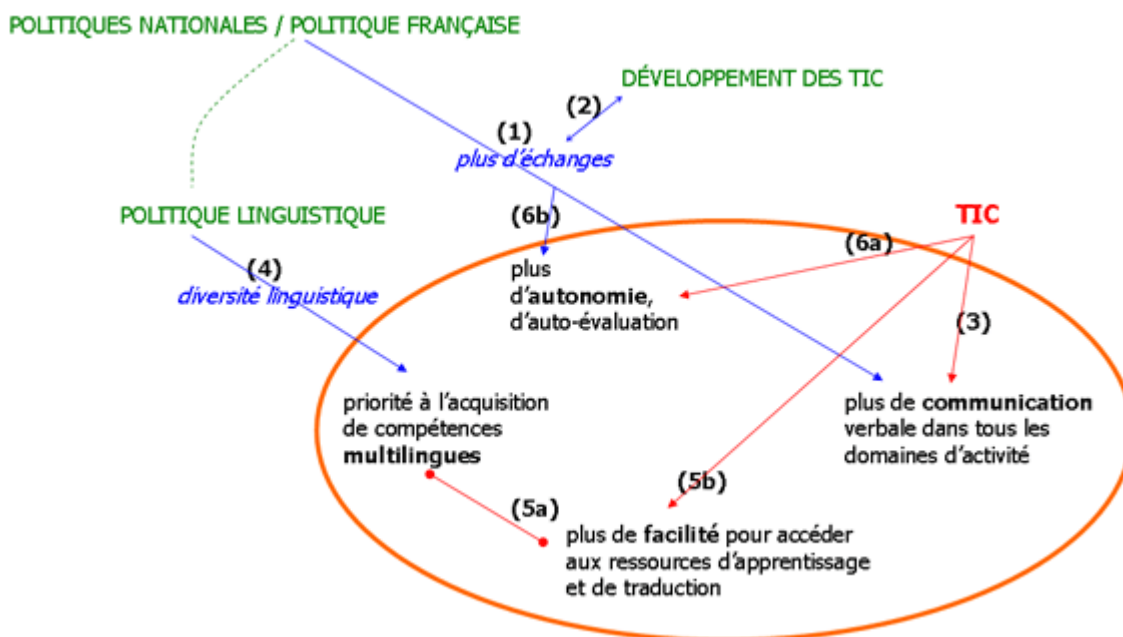 POLITIQUES NATIONALES / POLITIQUE FRANÇAISE
DÉVELOPPEMENT DES TIC
(2)
(1)
plus d'échanges
POLITIQUE LINGUISTIQUE
(6b)
TIC
(6a)
(4)
diversité linguistique
plus
d'autonomie,
d'auto-évaluation
(3)
priorité à l'acquisition
de compétences
multilingues
plus de communication
verbale dans tous les
domaines d'activité
(5b)
(5a)
plus de facilité pour accéder
aux ressources d'apprentissage
et de traduction